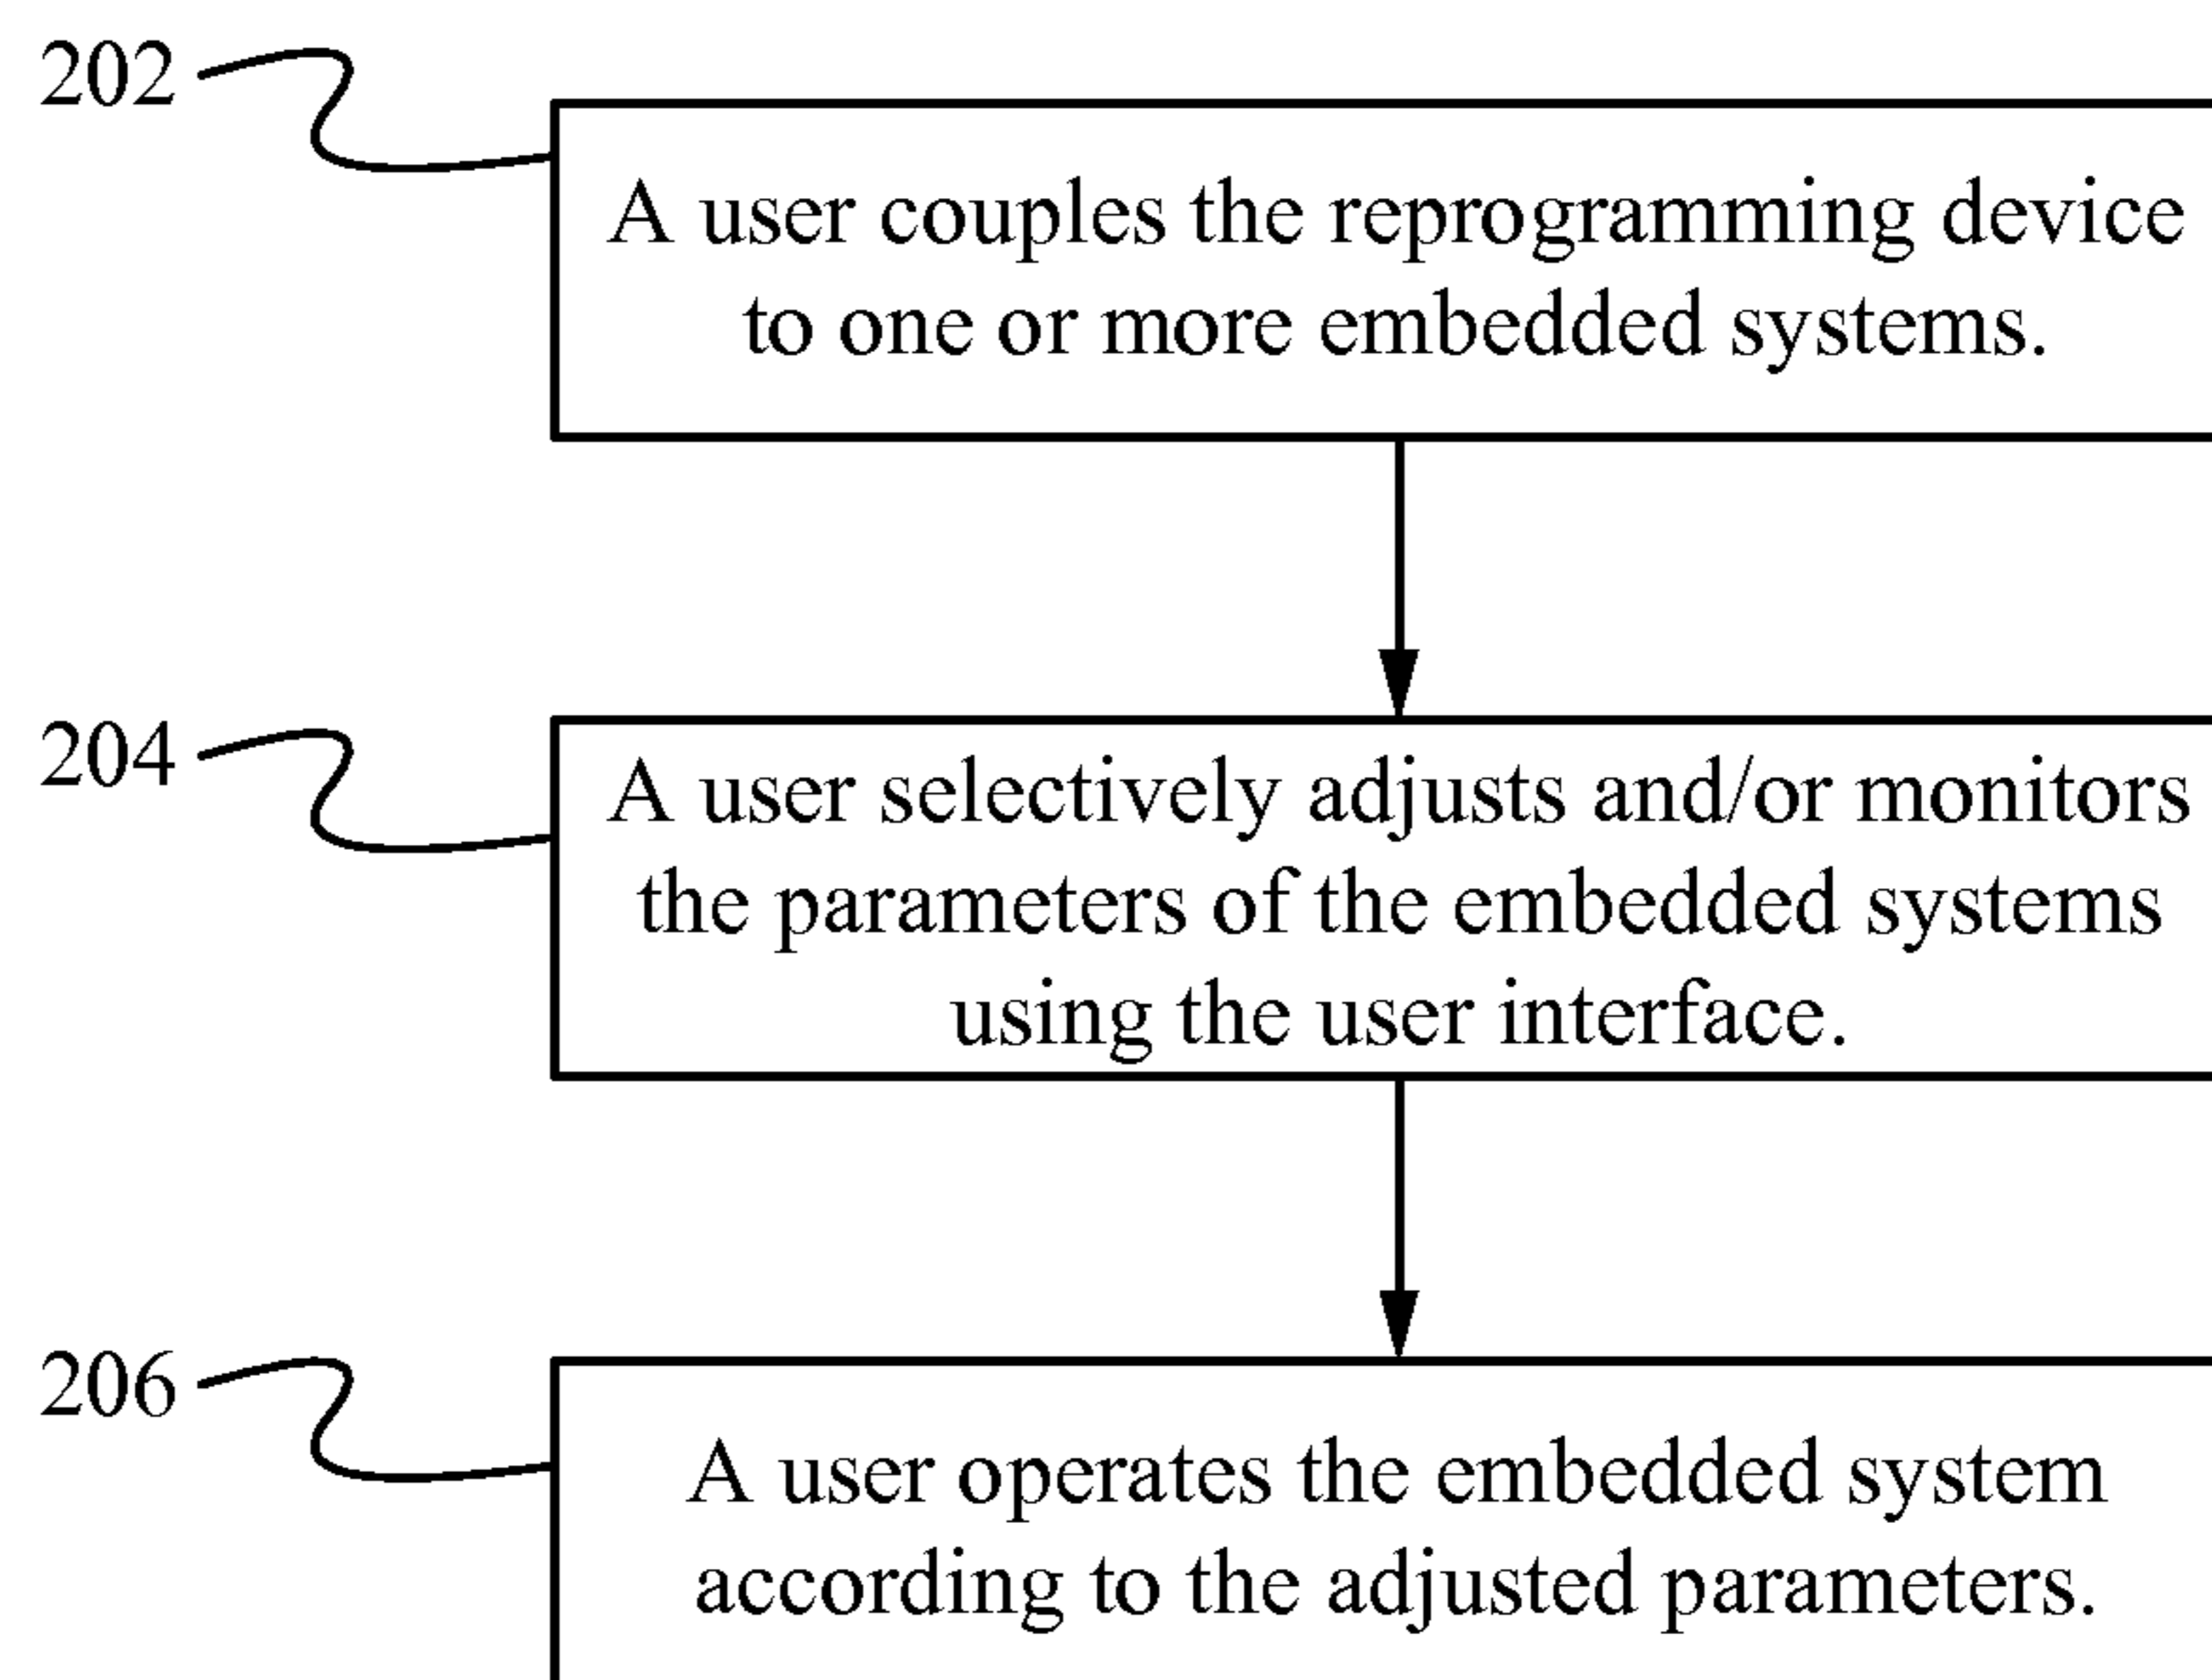 202
A user couples the reprogramming device
to one or more embedded systems.
204
A user selectively adjusts and/or monitors
the parameters of the embedded systems
using the user interface.
206
A user operates the embedded system
according to the adjusted parameters.